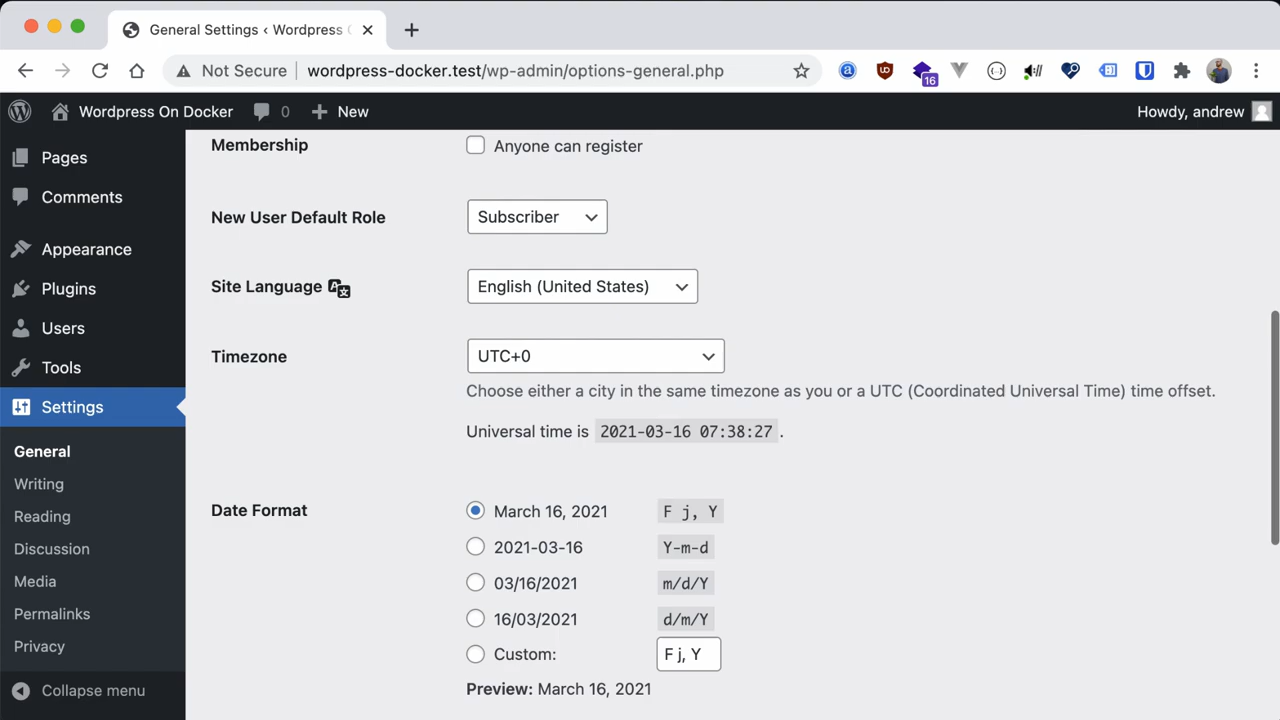 General Settings ‹ Wordpress
Not Secure wordpress-docker.test/wp-admin/options-general.php
16
Wordpress On Docker 0 New Howdy, andrew
Pages
Comments
Appearance
Plugins
Users
Tools
Settings
General
Writing
Reading
Discussion
Media
Permalinks
Privacy
Collapse menu
Membership Anyone can register
New User Default Role Subscriber
Site Language English (United States)
Timezone UTC+0
Choose either a city in the same timezone as you or a UTC (Coordinated Universal Time) time offset.
Universal time is 2021-03-16 07:38:27 .
Date Format March 16, 2021 F j, Y
2021-03-16 Y-m-d
03/16/2021 m/d/Y
16/03/2021 d/m/Y
Custom: F j, Y
Preview: March 16, 2021